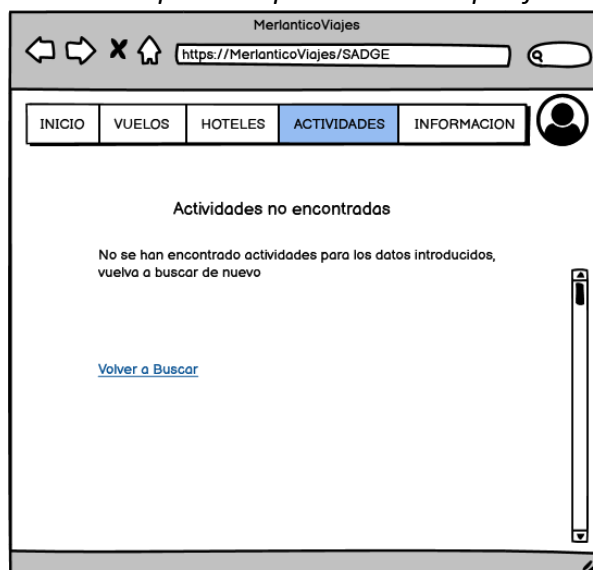 MerlanticoViajes
https://MerlanticoViajes/SADGE
INICIO VUELOS HOTELES ACTIVIDADES INFORMACION
Actividades no encontradas
No se han encontrado actividades para los datos introducidos,
vuelva a buscar de nuevo
Volver a Buscar